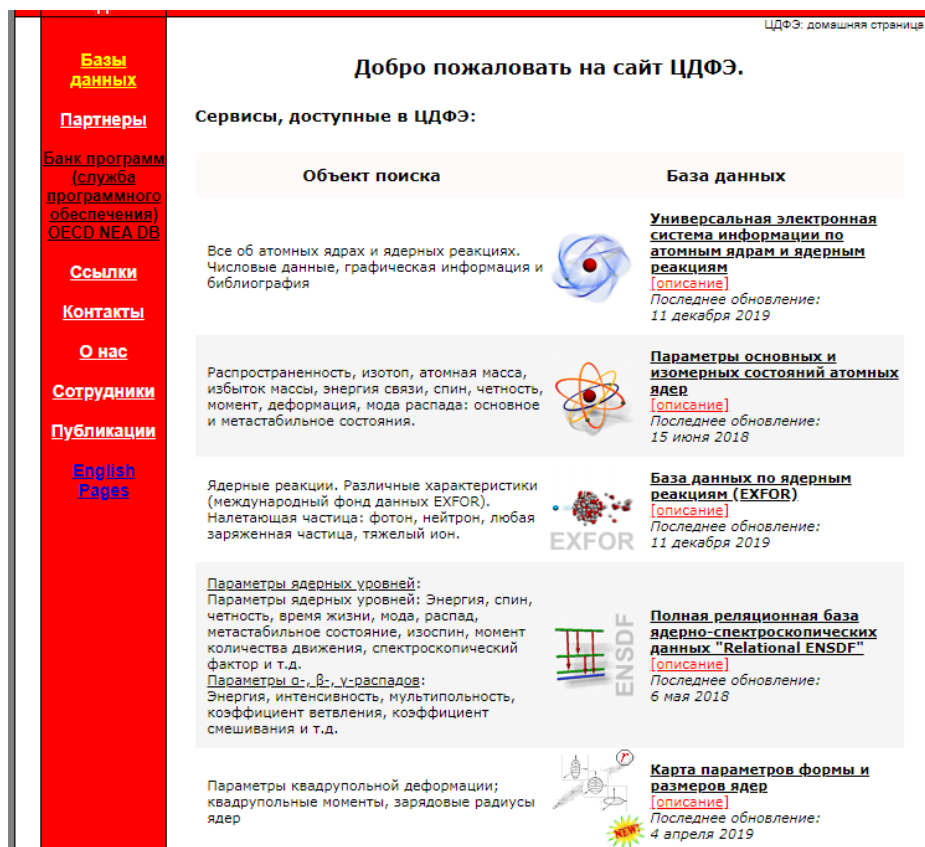 ЦДФЭ: домашняя страница
Базы
данных
Партнеры
Банк программ
(служба
программного
обеспечения)
OECD NEA DB
Ссылки
Контакты
О нас
Сотрудники
Публикации
English
Pages
Добро пожаловать на сайт ЦДФЭ.
Сервисы, доступные в ЦДФЭ:
Объект поиска
База данных
Все об атомных ядрах и ядерных реакциях.
Числовые данные, графическая информация и
библиография
Универсальная электронная
система информации по
атомным ядрам и ядерным
реакциям
[описание]
Последнее обновление:
11 декабря 2019
Распространенность, изотоп, атомная масса,
избыток массы, энергия связи, спин, четность,
момент, деформация, мода распада: основное
и метастабильное состояния.
Параметры основных и
изомерных состояний атомных
ядер
[описание]
Последнее обновление:
15 июня 2018
Ядерные реакции. Различные характеристики
(международный фонд данных EXFOR).
Налетающая частица: фотон, нейтрон, любая
заряженная частица, тяжелый ион.
EXFOR
База данных по ядерным
реакциям (EXFOR)
[описание]
Последнее обновление:
11 декабря 2019
Параметры ядерных уровней:
Параметры ядерных уровней: Энергия, спин,
четность, время жизни, мода, распад,
метастабильное состояние, изоспин, момент
количества движения, спектроскопический
фактор и т.д.
Параметры α-, β-, γ-распадов:
Энергия, интенсивность, мультипольность,
коэффициент ветвления, коэффициент
смешивания и т.д.
ENSDF
Полная реляционная база
ядерно-спектроскопических
данных "Relational ENSDF"
[описание]
Последнее обновление:
6 мая 2018
Параметры квадрупольной деформации;
квадрупольные моменты, зарядовые радиусы
ядер
r
NEW!
Карта параметров формы и
размеров ядер
[описание]
Последнее обновление:
4 апреля 2019